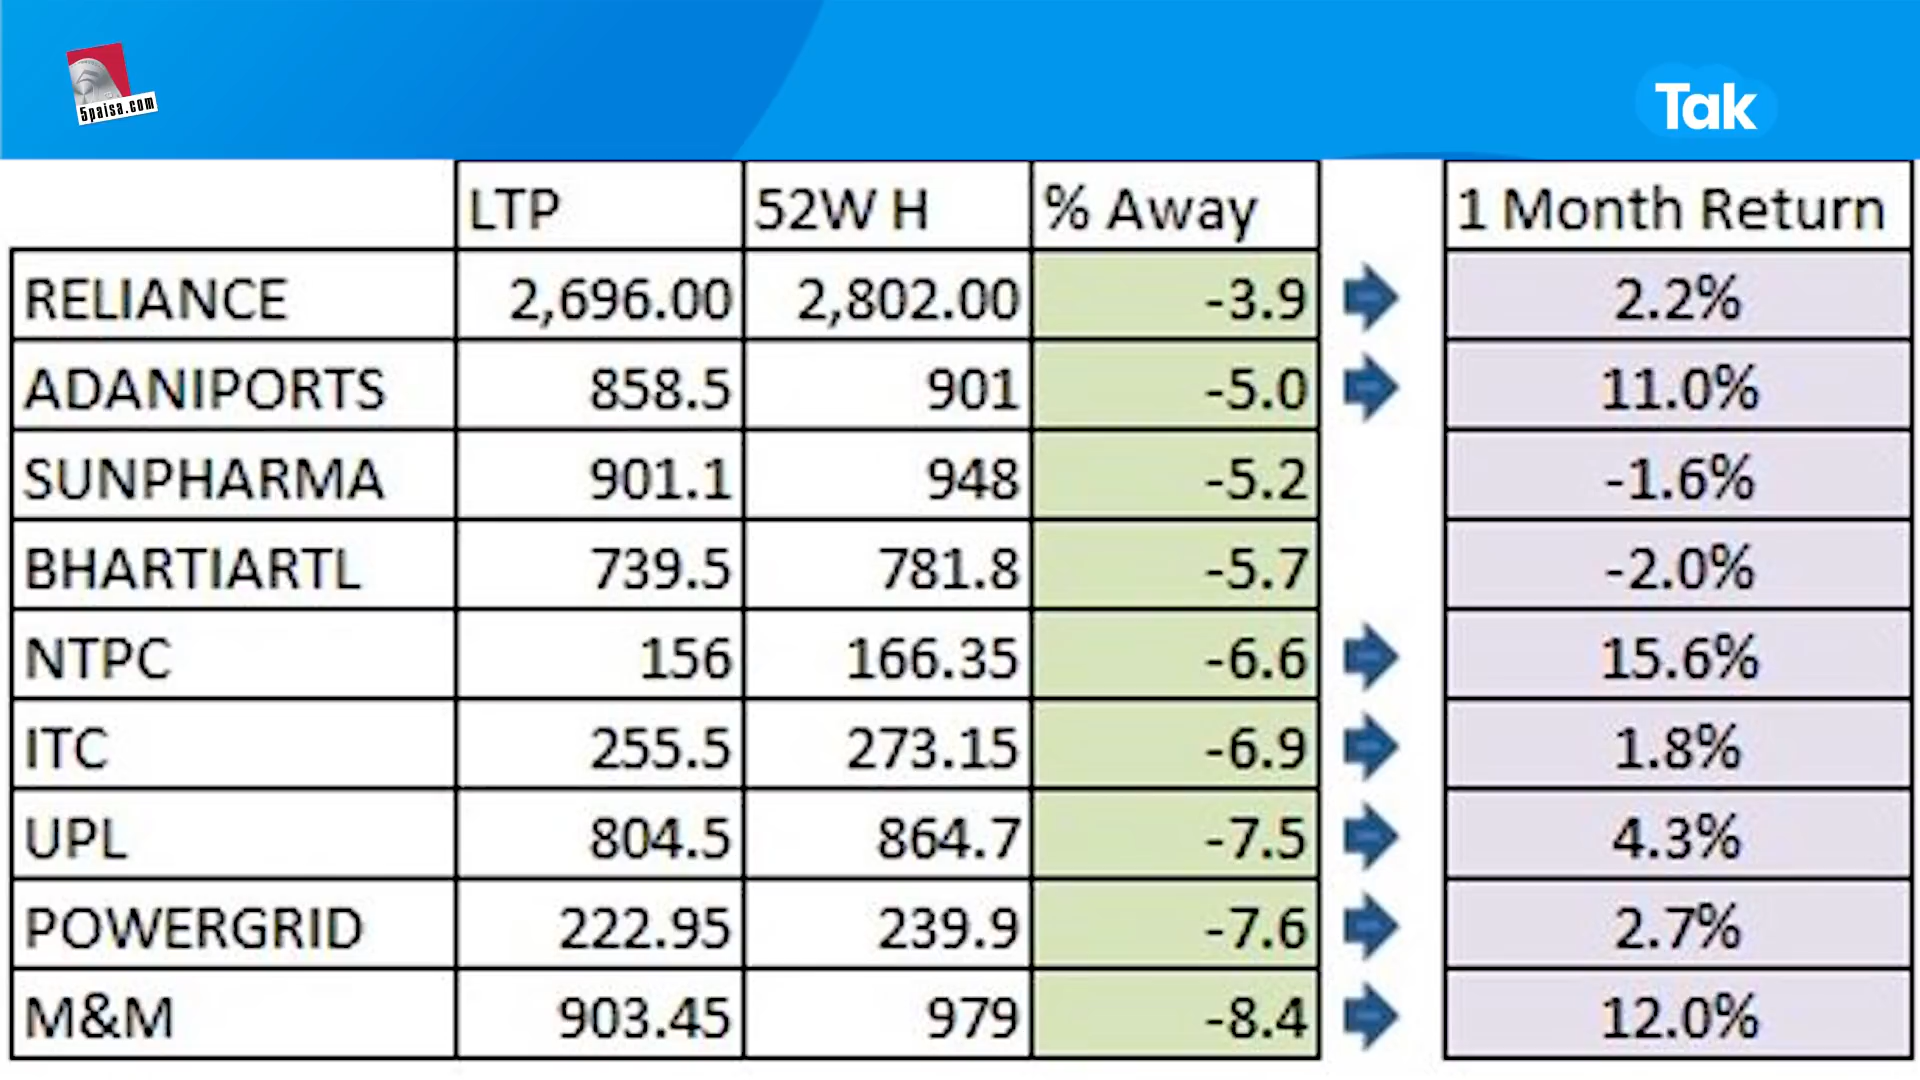 5paisa.com
Tak
LTP 52W H % Away 1 Month Return
RELIANCE 2,696.00 2,802.00 -3.9 2.2%
ADANIPORTS 858.5 901 -5.0 11.0%
SUNPHARMA 901.1 948 -5.2 -1.6%
BHARTIARTL 739.5 781.8 -5.7 -2.0%
NTPC 156 166.35 -6.6 15.6%
ITC 255.5 273.15 -6.9 1.8%
UPL 804.5 864.7 -7.5 4.3%
POWERGRID 222.95 239.9 -7.6 2.7%
M&M 903.45 979 -8.4 12.0%